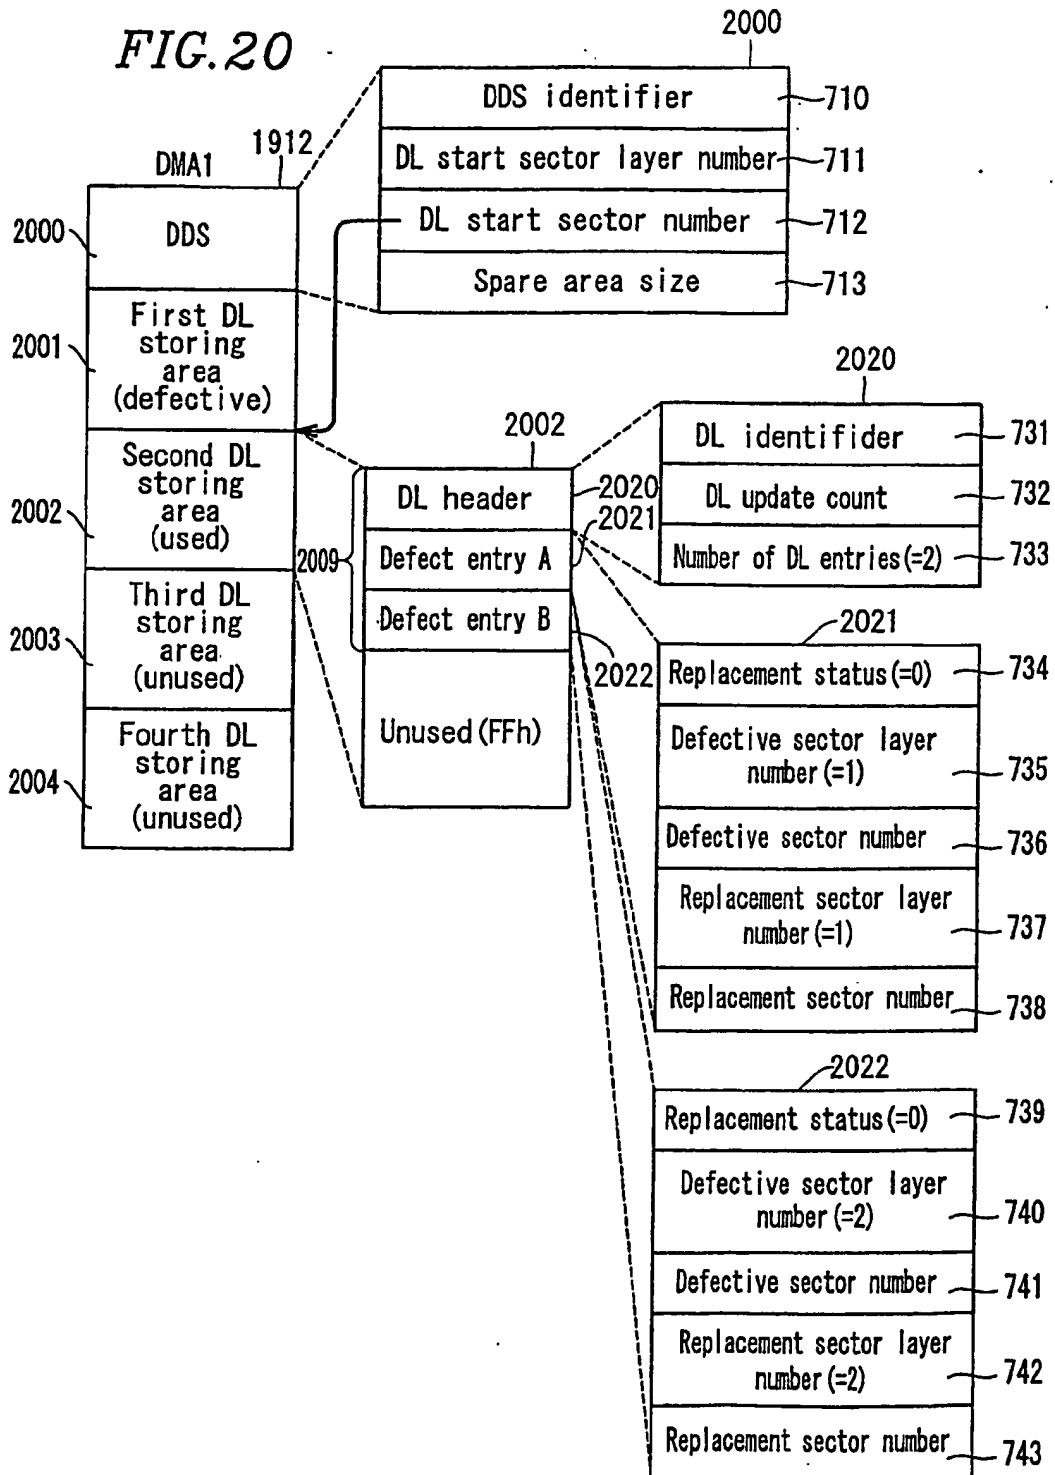 FIG.20
2000
DDS identifier
710
DL start sector layer number
711
DL start sector number
712
Spare area size
713
1912
DMA1
2000
DDS
2001
First DL
storing
area
(defective)
2002
Second DL
storing
area
(used)
2003
Third DL
storing
area
(unused)
2004
Fourth DL
storing
area
(unused)
2002
2009
DL header
2020
2021
Defect entry A
Defect entry B
2022
Unused(FFh)
2020
DL identifider
731
DL update count
732
Number of DL entries(=2)
733
2021
Replacement status(=0)
734
Defective sector layer
number(=1)
735
Defective sector number
736
Replacement sector layer
number(=1)
737
Replacement sector number
738
2022
Replacement status(=0)
739
Defective sector layer
number(=2)
740
Defective sector number
741
Replacement sector layer
number(=2)
742
Replacement sector number
743